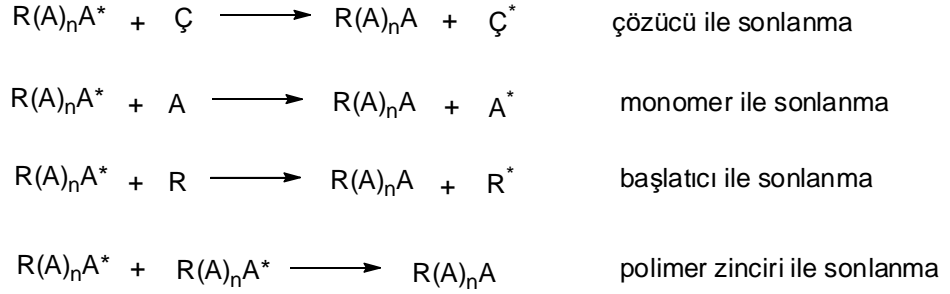 R(A)nA* + Ç ⟶ R(A)nA + Ç* çözücü ile sonlanma
R(A)nA* + A ⟶ R(A)nA + A* monomer ile sonlanma
R(A)nA* + R ⟶ R(A)nA + R* başlatıcı ile sonlanma
R(A)nA* + R(A)nA* ⟶ R(A)nA polimer zinciri ile sonlanma